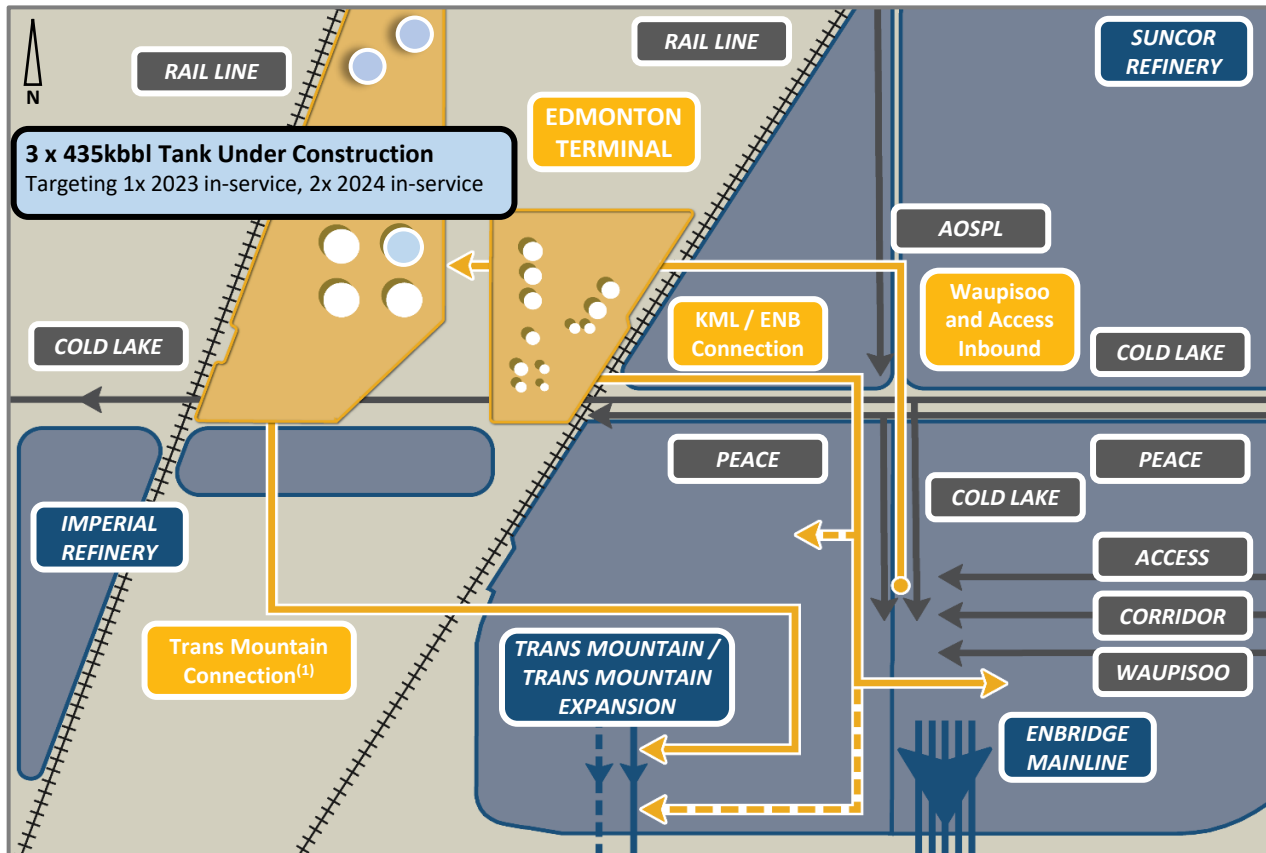 RAIL LINE
RAIL LINE
SUNCOR
REFINERY
N
EDMONTON
TERMINAL
3 x 435kbbl Tank Under Construction
Targeting 1x 2023 in-service, 2x 2024 in-service
AOSPL
Waupisoo
and Access
Inbound
KML / ENB
Connection
COLD LAKE
COLD LAKE
PEACE
PEACE
COLD LAKE
IMPERIAL
REFINERY
ACCESS
CORRIDOR
WAUPISOO
Trans Mountain
Connection(1)
TRANS MOUNTAIN /
TRANS MOUNTAIN
EXPANSION
ENBRIDGE
MAINLINE